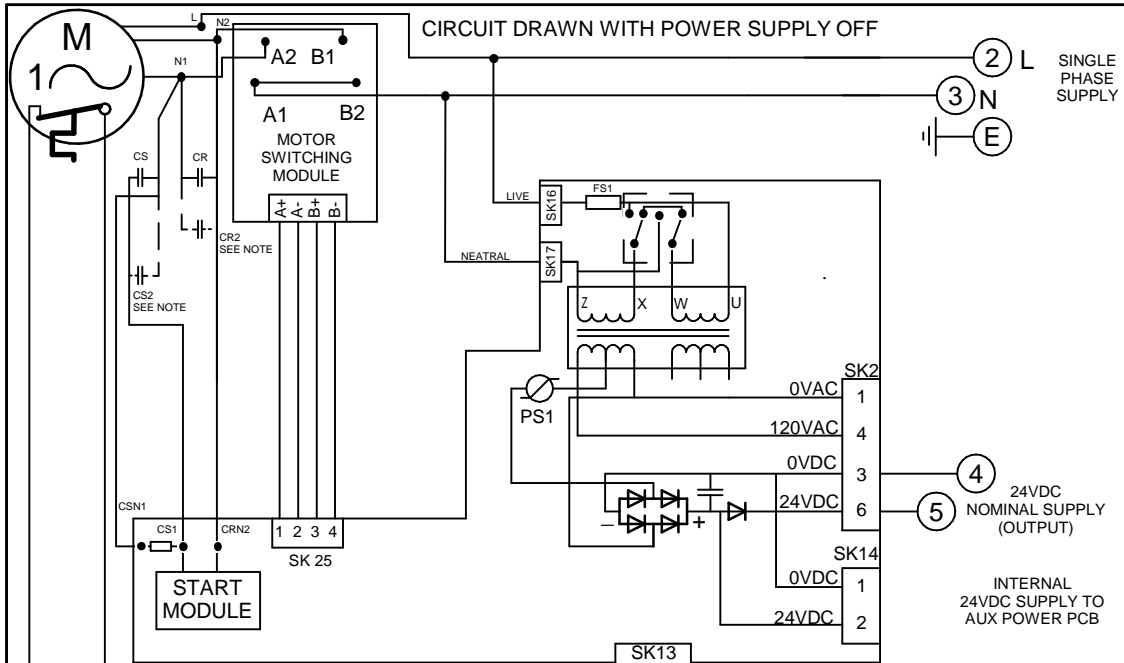 CIRCUIT DRAWN WITH POWER SUPPLY OFF
M
1
L
N2
N1
A2 B1
A1 B2
MOTOR
SWITCHING
MODULE
A+ A- B+ B-
2 L
3 N
E
SINGLE
PHASE
SUPPLY
CS
CR
CR2
SEE NOTE
CS2
SEE NOTE
LIVE
SK16
FS1
NEATRAL
SK17
Z X W U
PS1
SK2
0VAC 1
120VAC 4
0VDC 3
24VDC 6
4
5
24VDC
NOMINAL SUPPLY
(OUTPUT)
– +
SK14
0VDC 1
24VDC 2
INTERNAL
24VDC SUPPLY TO
AUX POWER PCB
CSN1
CS1
CRN2
START
MODULE
1 2 3 4
SK 25
SK13